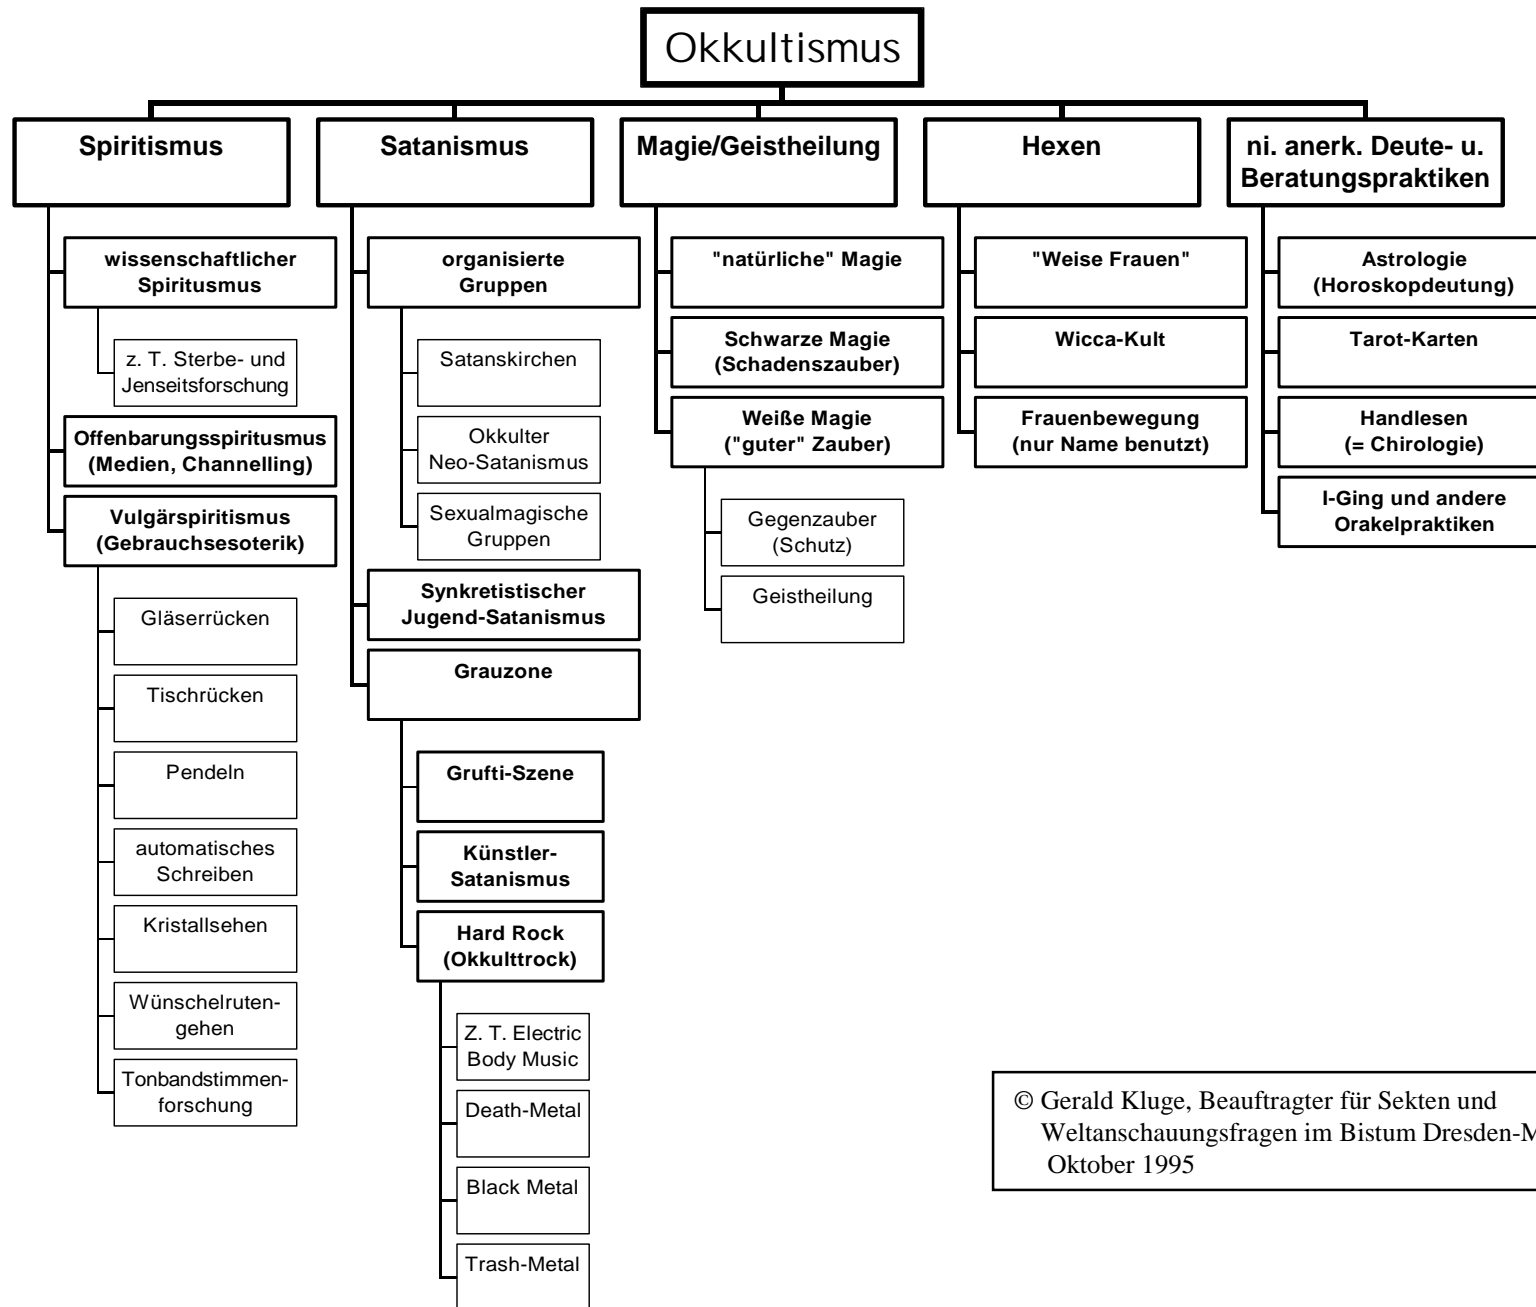 Okkultismus
Spiritismus
wissenschaftlicher
Spiritusmus
z. T. Sterbe- und
Jenseitsforschung
Offenbarungsspiritusmus
(Medien, Channelling)
Vulgärspiritismus
(Gebrauchsesoterik)
Gläserrücken
Tischrücken
Pendeln
automatisches
Schreiben
Kristallsehen
Wünschelruten-
gehen
Tonbandstimmen-
forschung
Satanismus
organisierte
Gruppen
Satanskirchen
Okkulter
Neo-Satanismus
Sexualmagische
Gruppen
Synkretistischer
Jugend-Satanismus
Grauzone
Grufti-Szene
Künstler-
Satanismus
Hard Rock
(Okkulttrock)
Z. T. Electric
Body Music
Death-Metal
Black Metal
Trash-Metal
Magie/Geistheilung
"natürliche" Magie
Schwarze Magie
(Schadenszauber)
Weiße Magie
("guter" Zauber)
Gegenzauber
(Schutz)
Geistheilung
Hexen
"Weise Frauen"
Wicca-Kult
Frauenbewegung
(nur Name benutzt)
ni. anerk. Deute- u.
Beratungspraktiken
Astrologie
(Horoskopdeutung)
Tarot-Karten
Handlesen
(= Chirologie)
I-Ging und andere
Orakelpraktiken
© Gerald Kluge, Beauftragter für Sekten und
Weltanschauungsfragen im Bistum Dresden-M
Oktober 1995